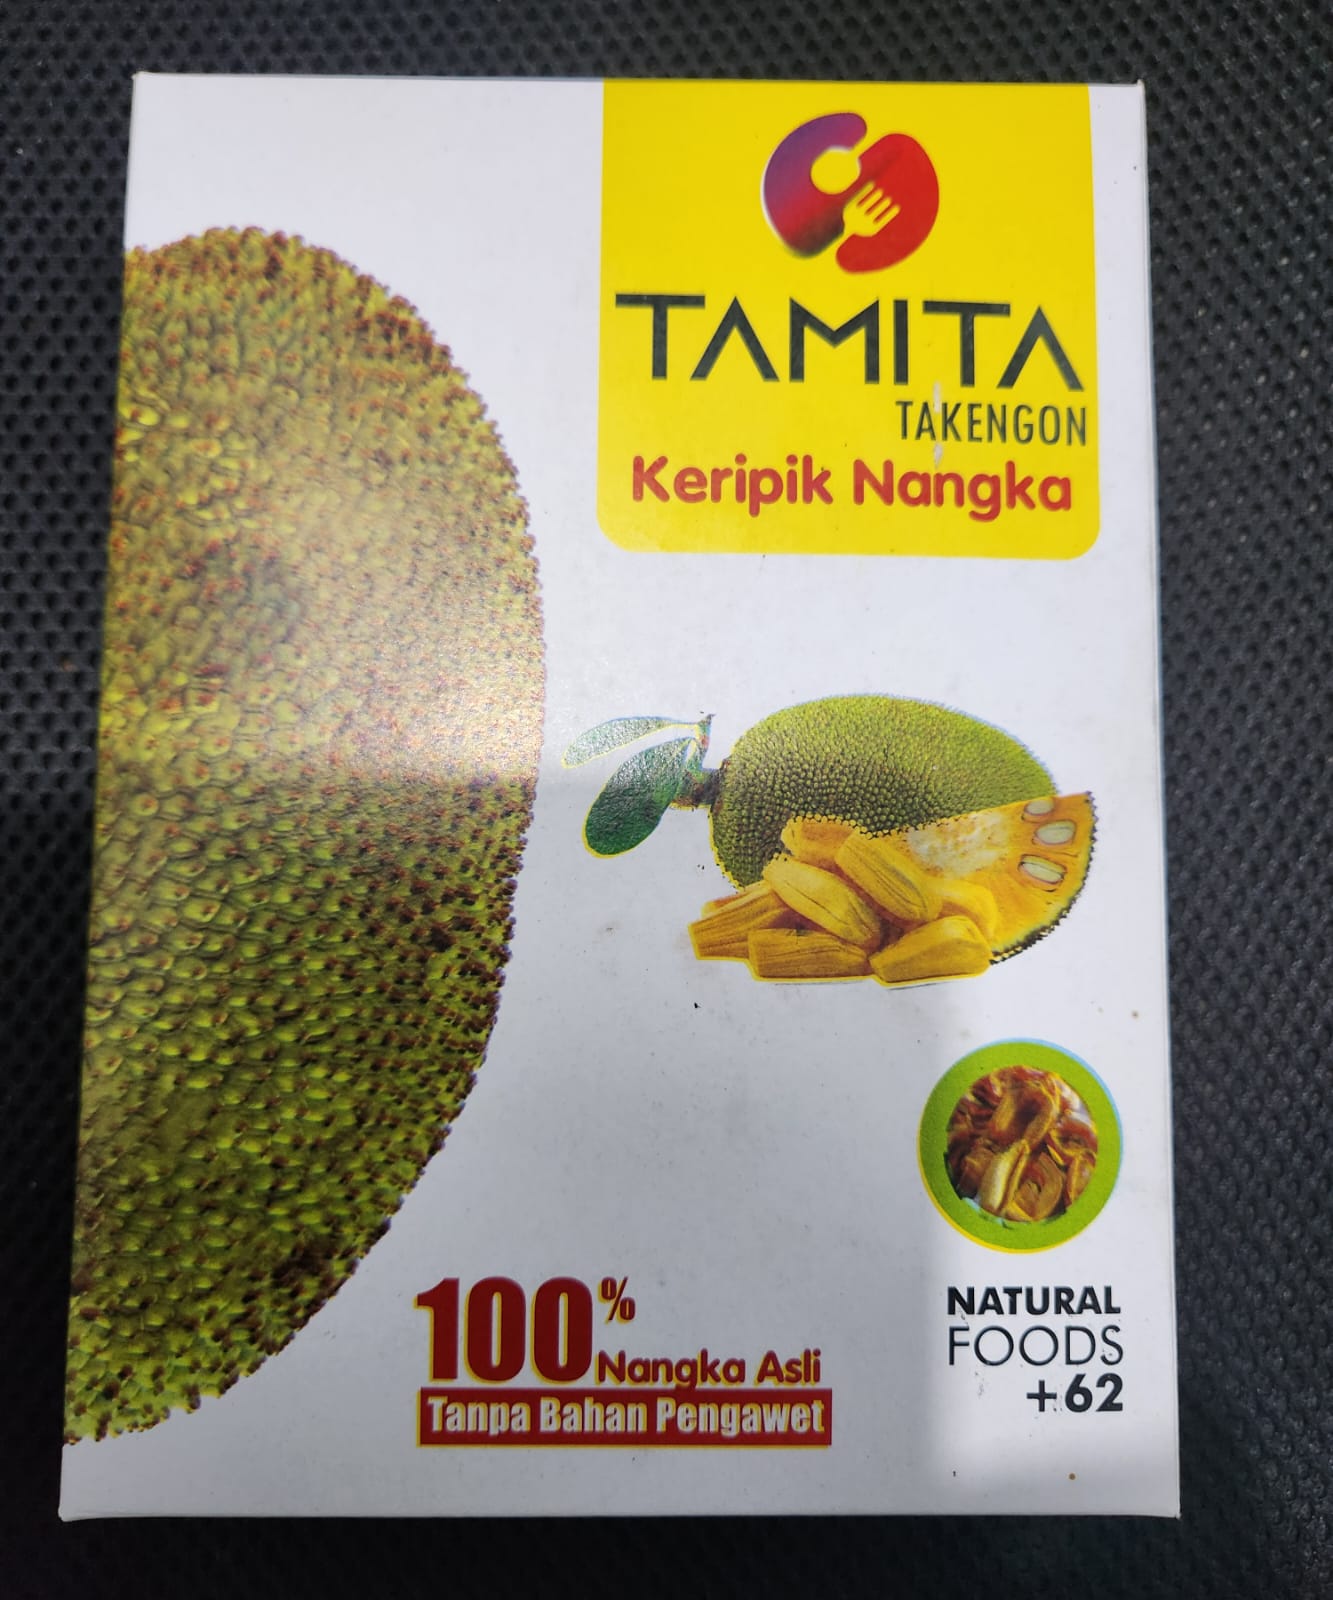 TAMITA
TAKENGON
Keripik Nangka
100% Nangka Asli
Tanpa Bahan Pengawet
NATURAL
FOODS
+62